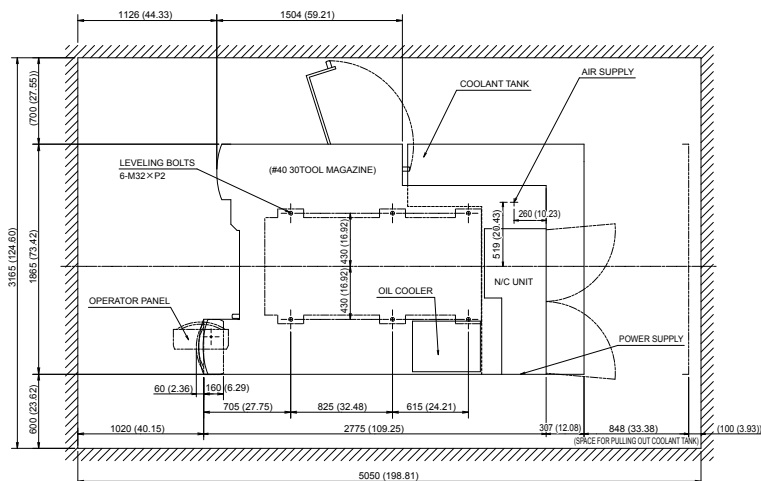 1126 (44.33)
1504 (59.21)
(700 (27.55))
COOLANT TANK
AIR SUPPLY
LEVELING BOLTS
6-M32×P2
(#40 30TOOL MAGAZINE)
260 (10.23)
519 (20.43)
430 (16.92)
430 (16.92)
3165 (124.60)
1865 (73.42)
N/C UNIT
OIL COOLER
OPERATOR PANEL
POWER SUPPLY
60 (2.36)
160 (6.29)
600 (23.62)
705 (27.75)
825 (32.48)
615 (24.21)
1020 (40.15)
2775 (109.25)
307 (12.08)
848 (33.38)
(100 (3.93))
(SPACE FOR PULLING OUT COOLANT TANK)
5050 (198.81)